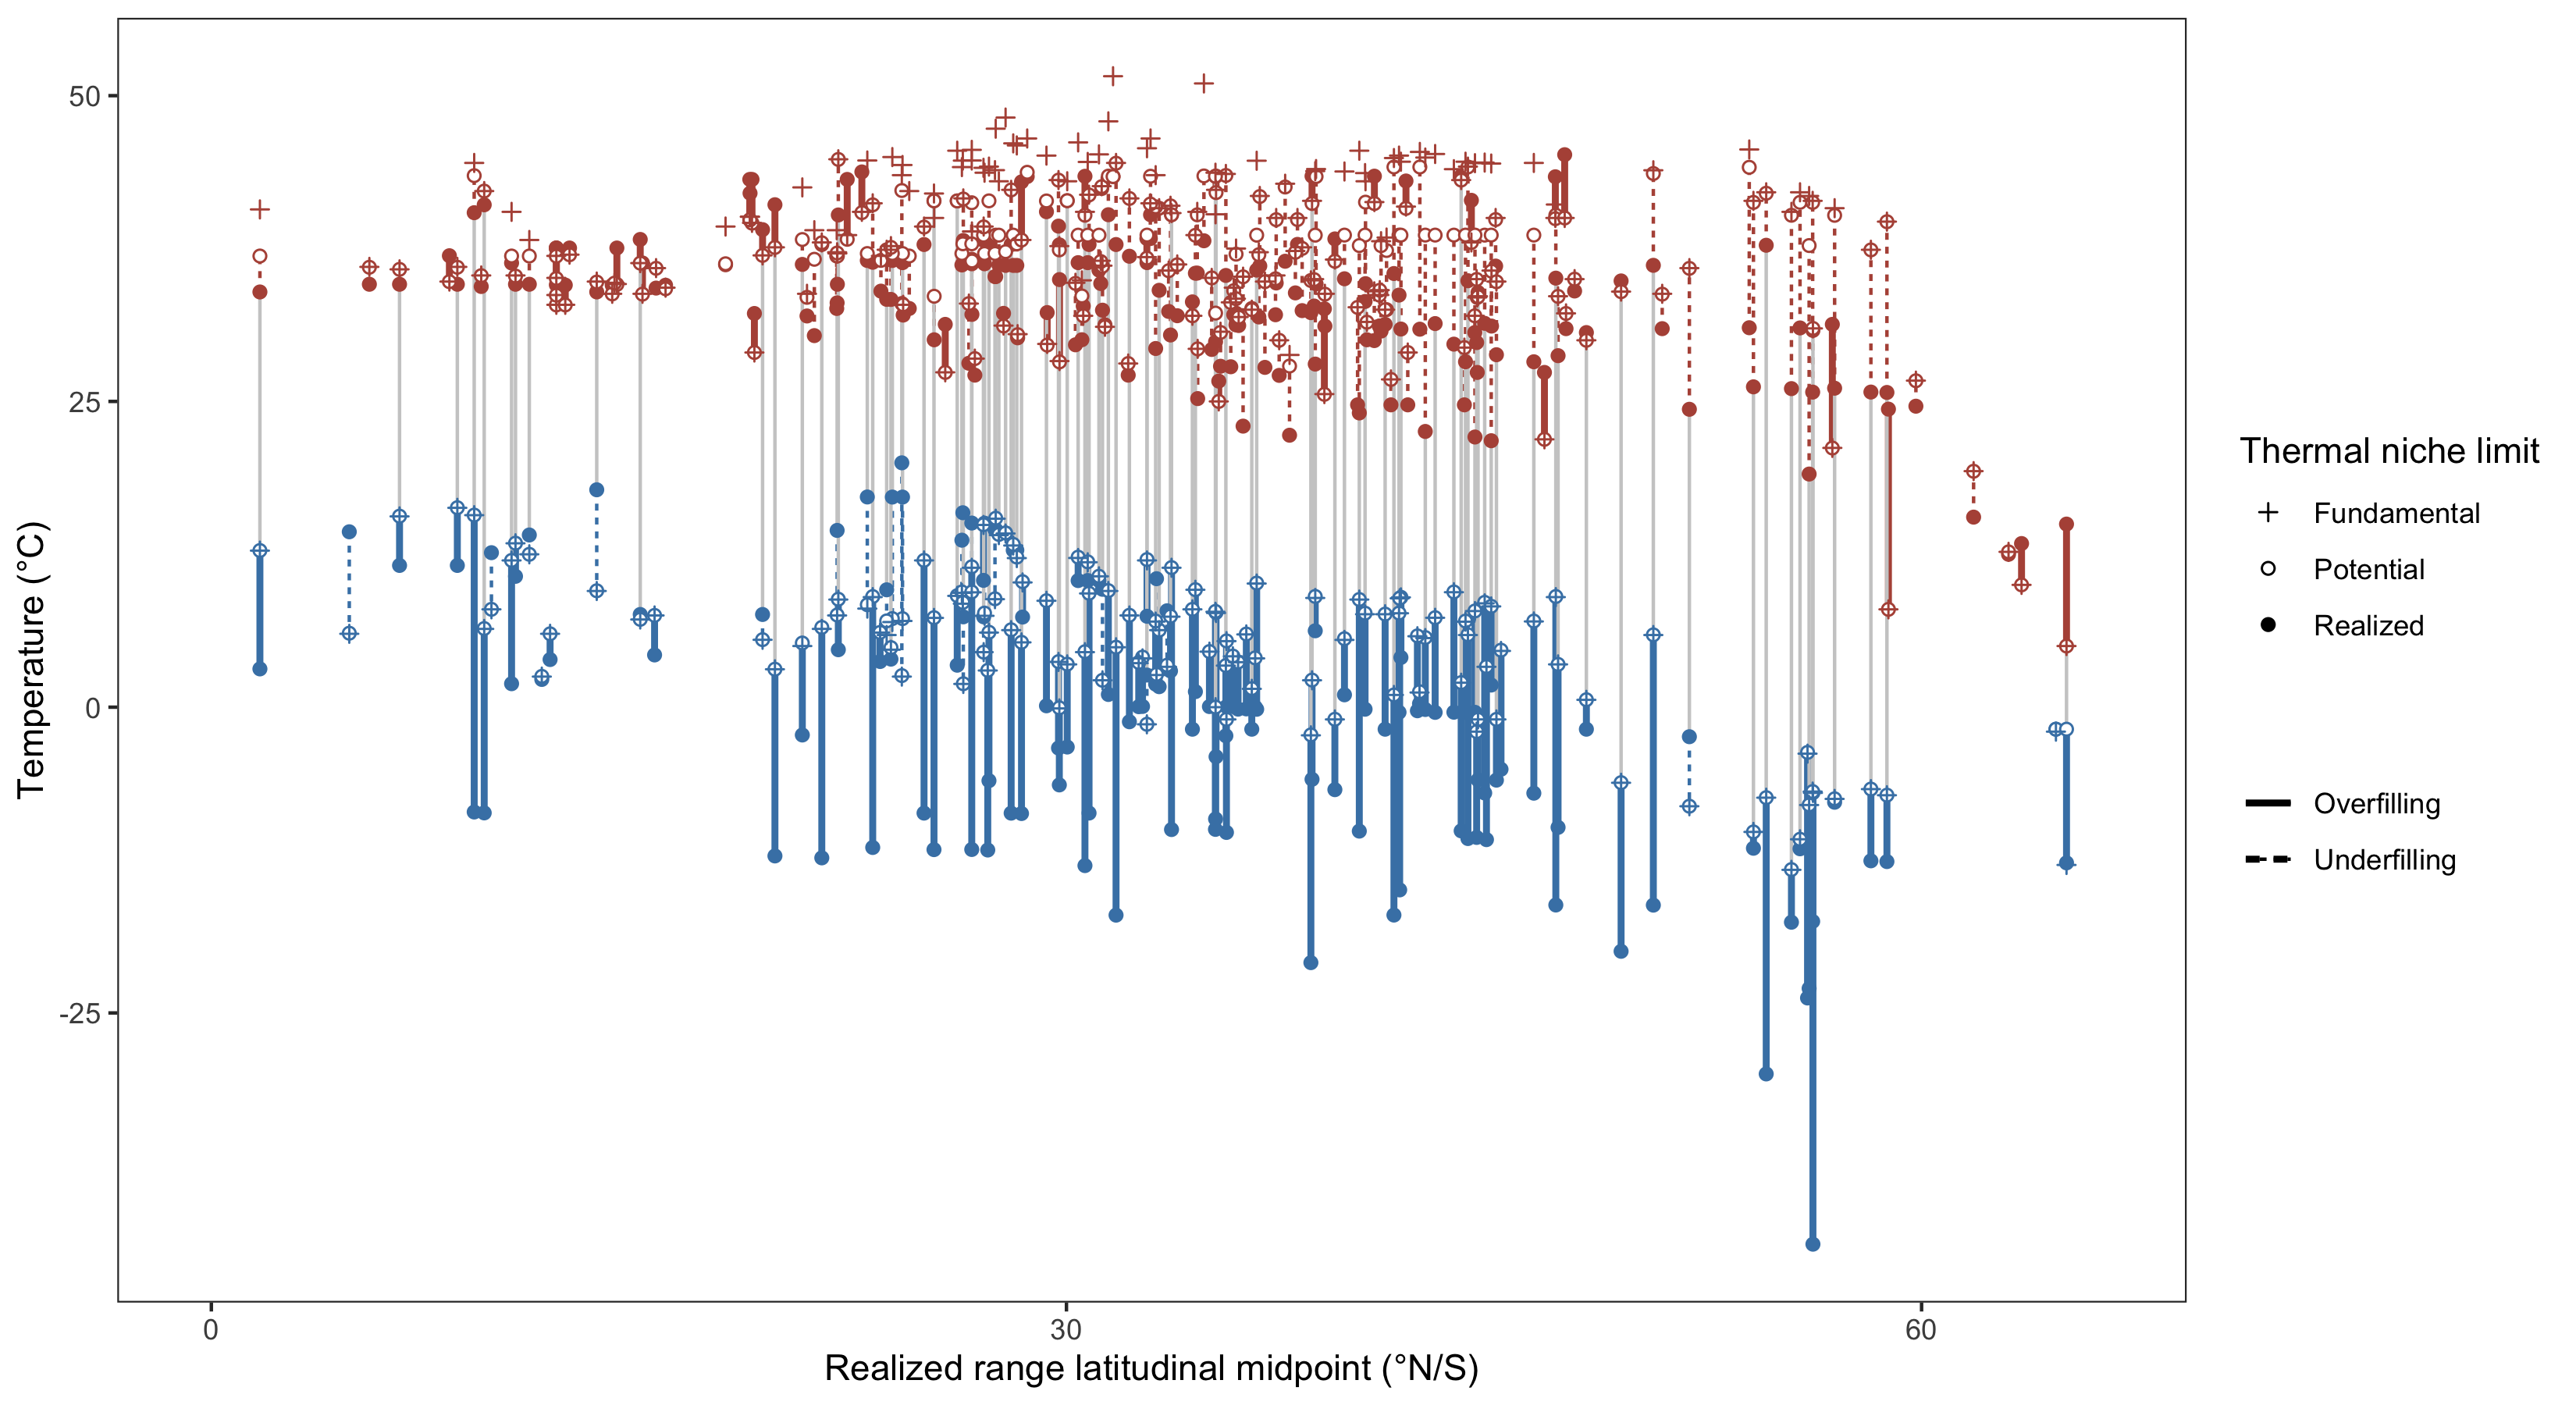 50
25
0
-25
Temperature (°C)
0
30
60
Realized range latitudinal midpoint (°N/S)
Thermal niche limit
Fundamental
Potential
Realized
Overfilling
Underfilling